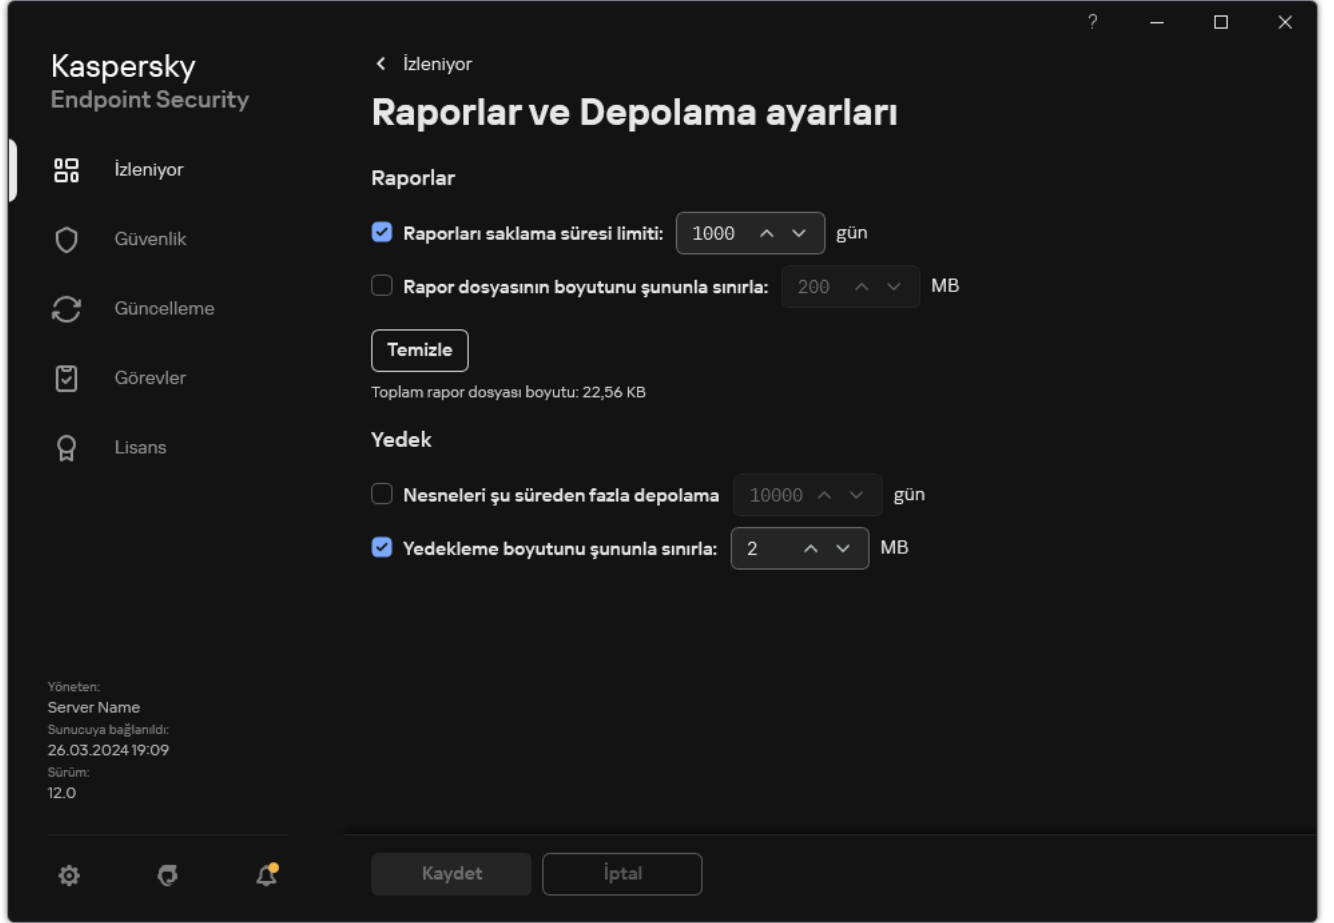 ?
Kaspersky
Endpoint Security
İzleniyor
Güvenlik
Güncelleme
Görevler
Lisans
Yöneten:
Server Name
Sunucuya bağlanıldı:
26.03.2024 19:09
Sürüm:
12.0
İzleniyor
Raporlar ve Depolama ayarları
Raporlar
Raporları saklama süresi limiti: 1000 gün
Rapor dosyasının boyutunu şununla sınırla: 200 MB
Temizle
Toplam rapor dosyası boyutu: 22,56 KB
Yedek
Nesneleri şu süreden fazla depolama 10000 gün
Yedekleme boyutunu şununla sınırla: 2 MB
Kaydet İptal